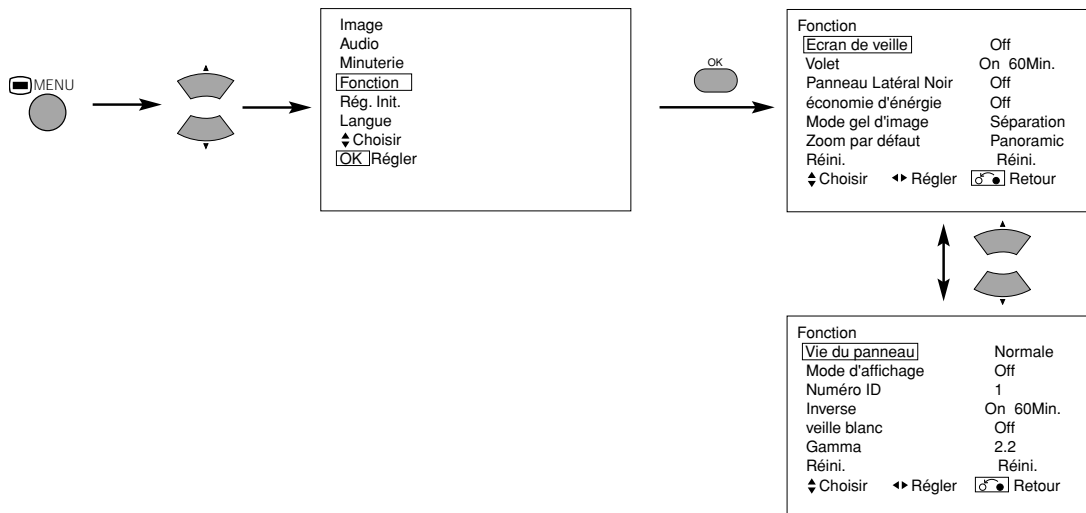 MENU
Image
Audio
Minuterie
Fonction
Rég. Init.
Langue
Choisir
OK Régler
OK
Fonction
Ecran de veille Off
Volet On 60Min.
Panneau Latéral Noir Off
économie d'énérgie Off
Mode gel d'image Séparation
Zoom par défaut Panoramic
Réini. Réini.
Choisir Régler Retour
Fonction
Vie du panneau Normale
Mode d'affichage Off
Numéro ID 1
Inverse On 60Min.
veille blanc Off
Gamma 2.2
Réini. Réini.
Choisir Régler Retour